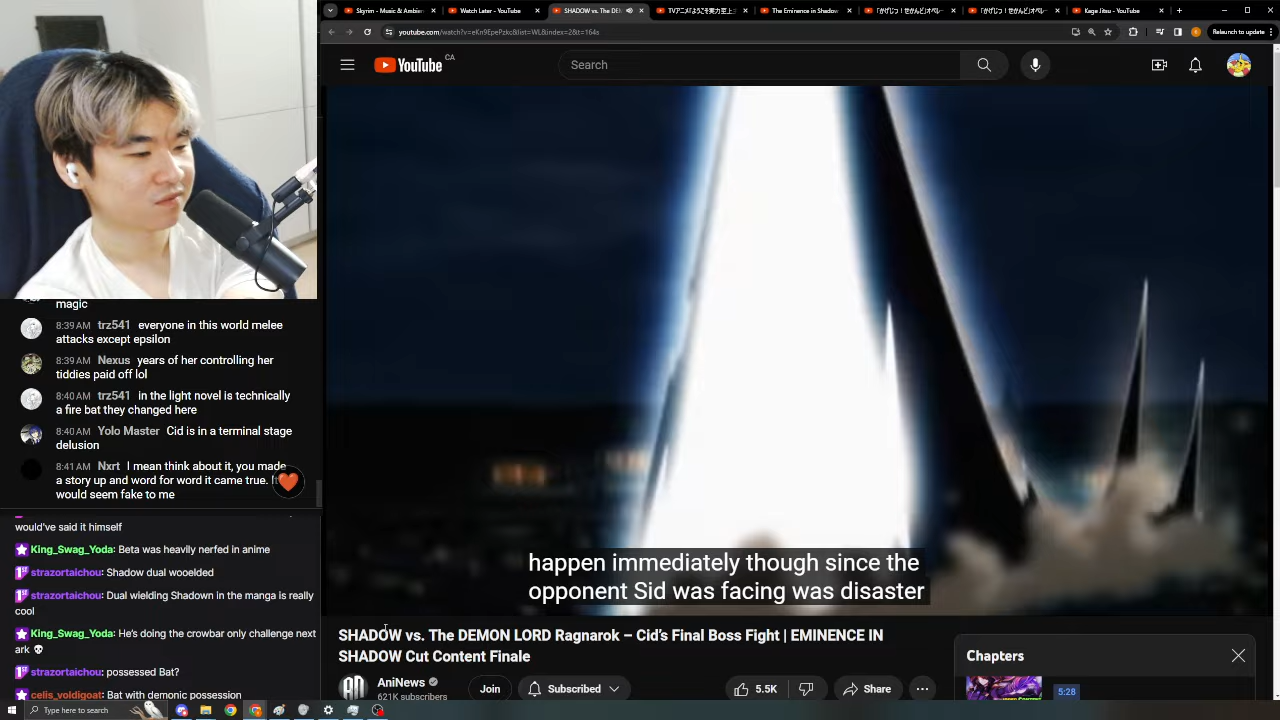 Skyrim - Music & Ambien
Watch Later - YouTube
SHADOW vs. The DE
The Eminence in Shadow
Kage Jitsu - YouTube
youtube.com/watch?v=eKn9EpePzkc&list=WL&index=2&t=164s
Relaunch to update
YouTube CA
Search
magic
8:39 AM trz541 everyone in this world melee
attacks except epsilon
8:39 AM Nexus years of her controlling her
tiddies paid off lol
8:40 AM trz541 in the light novel is technically
a fire bat they changed here
8:40 AM Yolo Master Cid is in a terminal stage
delusion
8:41 AM Nxrt I mean think about it, you made
a story up and word for word it came true. It
would seem fake to me
would've said it himself
King_Swag_Yoda: Beta was heavily nerfed in anime
strazortaichou: Shadow dual wooelded
strazortaichou: Dual wielding Shadown in the manga is really
cool
King_Swag_Yoda: He's doing the crowbar only challenge next
ark 💀
strazortaichou: possessed Bat?
celis_voldigoat: Bat with demonic possession
happen immediately though since the
opponent Sid was facing was disaster
SHADOW vs. The DEMON LORD Ragnarok – Cid's Final Boss Fight | EMINENCE IN
SHADOW Cut Content Finale
AniNews
621K subscribers
Join
Subscribed
5.5K
Share
Chapters
5:28
Type here to search